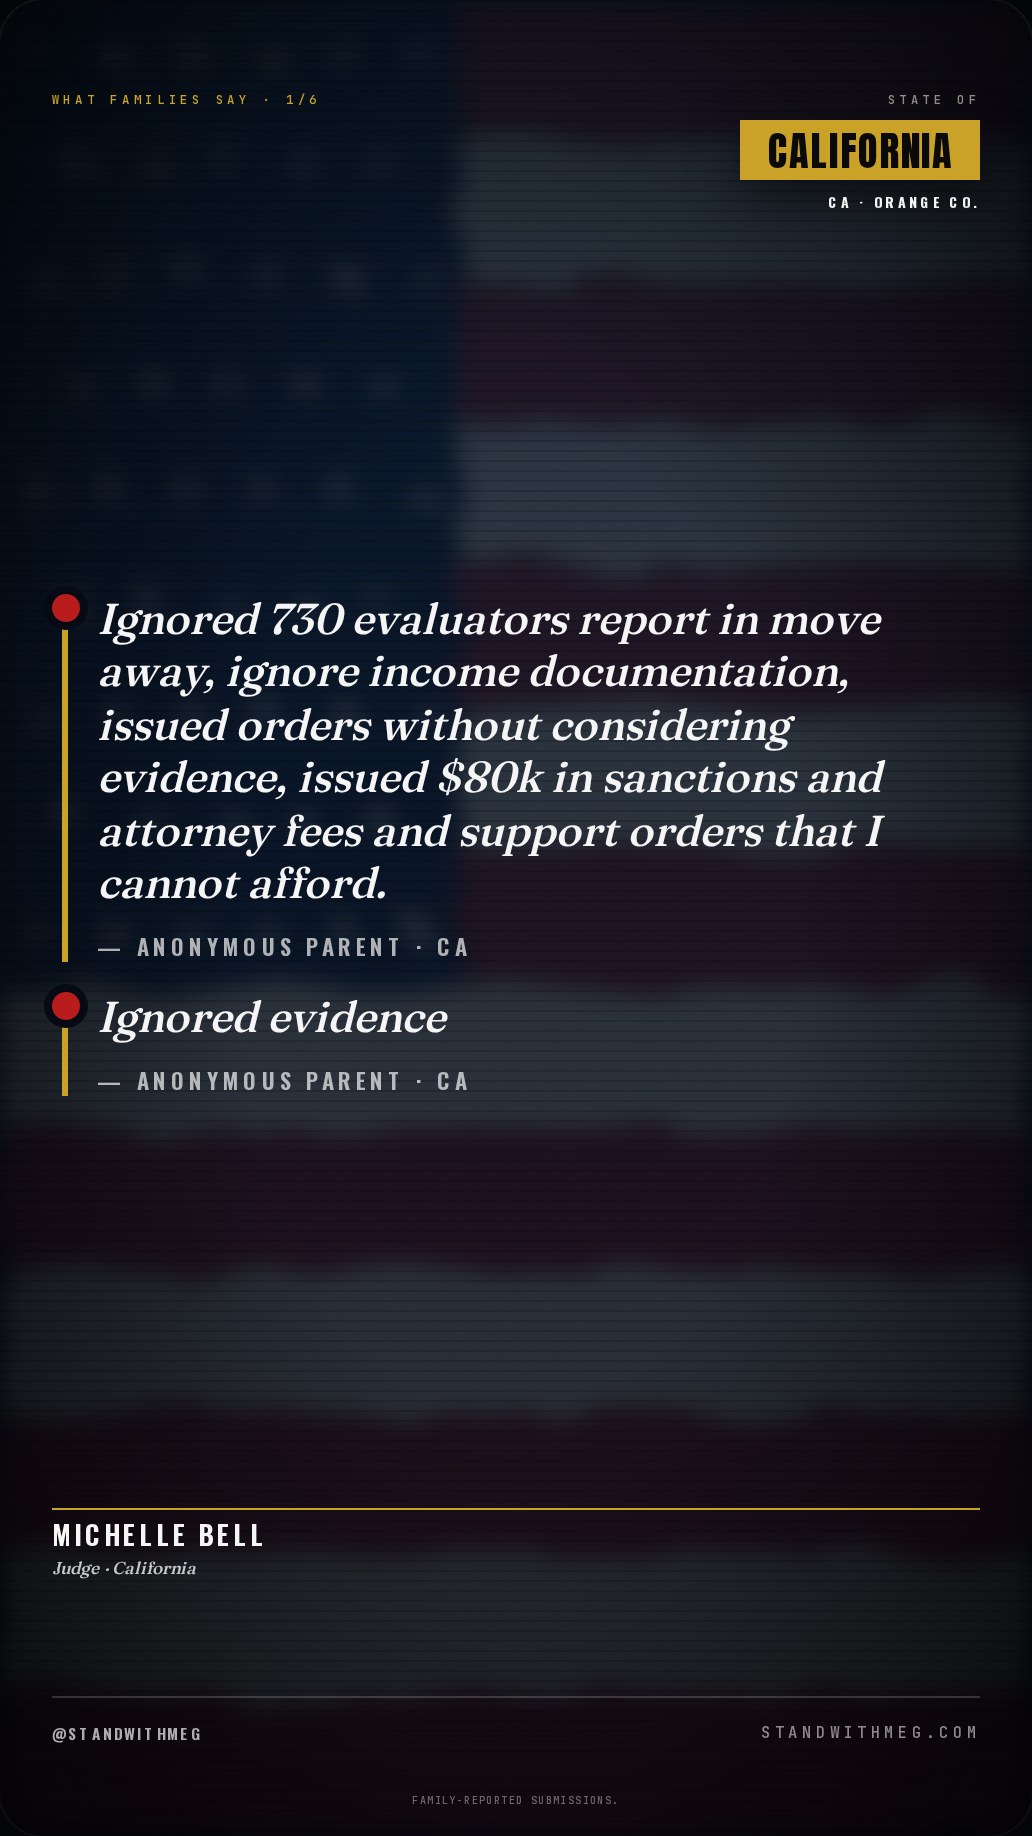 WHAT FAMILIES SAY · 1/6
STATE OF
CALIFORNIA
CA · ORANGE CO.
Ignored 730 evaluators report in move
away, ignore income documentation,
issued orders without considering
evidence, issued $80k in sanctions and
attorney fees and support orders that I
cannot afford.
— ANONYMOUS PARENT · CA
Ignored evidence
— ANONYMOUS PARENT · CA
MICHELLE BELL
Judge · California
@STANDWITHMEG
STANDWITHMEG.COM
FAMILY-REPORTED SUBMISSIONS.